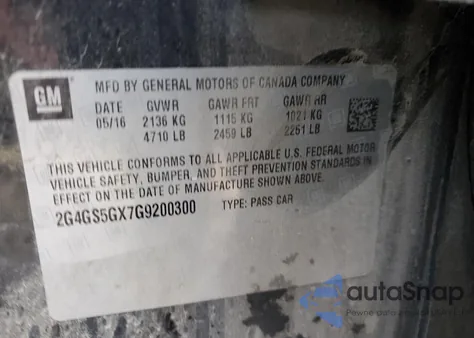 GM
MFD BY GENERAL MOTORS OF CANADA COMPANY
DATE GVWR GAWR FRT GAWR RR
05/16 2136 KG 1115 KG 1021 KG
4710 LB 2459 LB 2251 LB
THIS VEHICLE CONFORMS TO ALL APPLICABLE U.S. FEDERAL MOTOR
VEHICLE SAFETY, BUMPER, AND THEFT PREVENTION STANDARDS IN
EFFECT ON THE DATE OF MANUFACTURE SHOWN ABOVE.
2G4GS5GX7G9200300 TYPE: PASS CAR
autoSnap